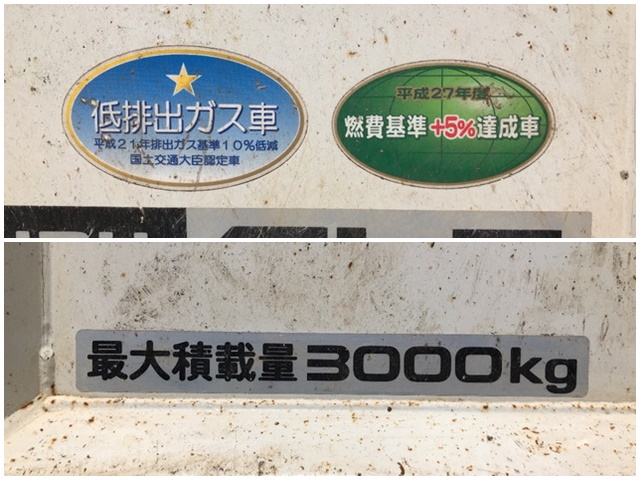 低排出ガス車
平成21年排出ガス基準10%低減
国土交通大臣認定車
平成27年度
燃費基準+5%達成車
最大積載量3000kg